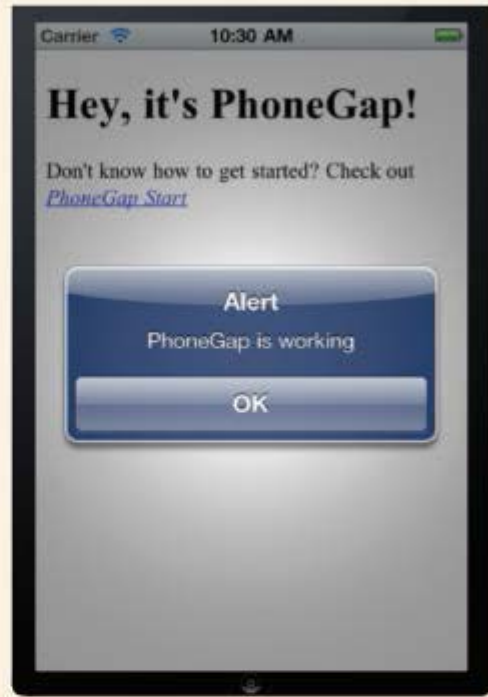 Carrier 10:30 AM
Hey, it's PhoneGap!
Don't know how to get started? Check out
PhoneGap Start
Alert
PhoneGap is working
OK